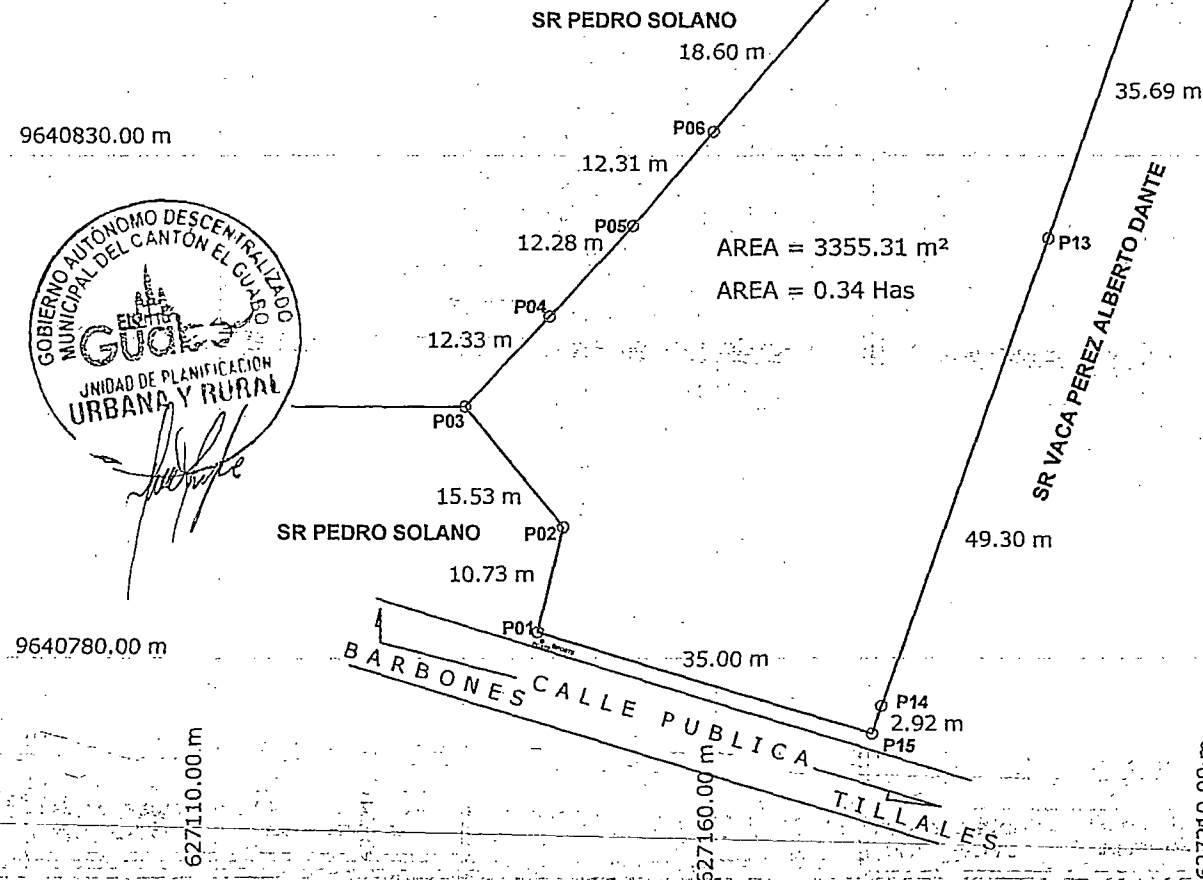 SR PEDRO SOLANO
18.60 m
35.69 m
9640830.00 m
P06
12.31 m
GOBIERNO AUTÓNOMO DESCENTRALIZADO
MUNICIPAL DEL CANTÓN EL GUABO
UNIDAD DE PLANIFICACIÓN
URBANA Y RURAL
P05
12.28 m
AREA = 3355.31 m²
AREA = 0.34 Has
P13
SR VACA PEREZ ALBERTO DANTE
P04
12.33 m
P03
15.53 m
SR PEDRO SOLANO
P02
49.30 m
10.73 m
P01
9640780.00 m
35.00 m
BARBONES
CALLE PUBLICA
TILLALES
P14
2.92 m
P15
627110.00 m
627160.00 m